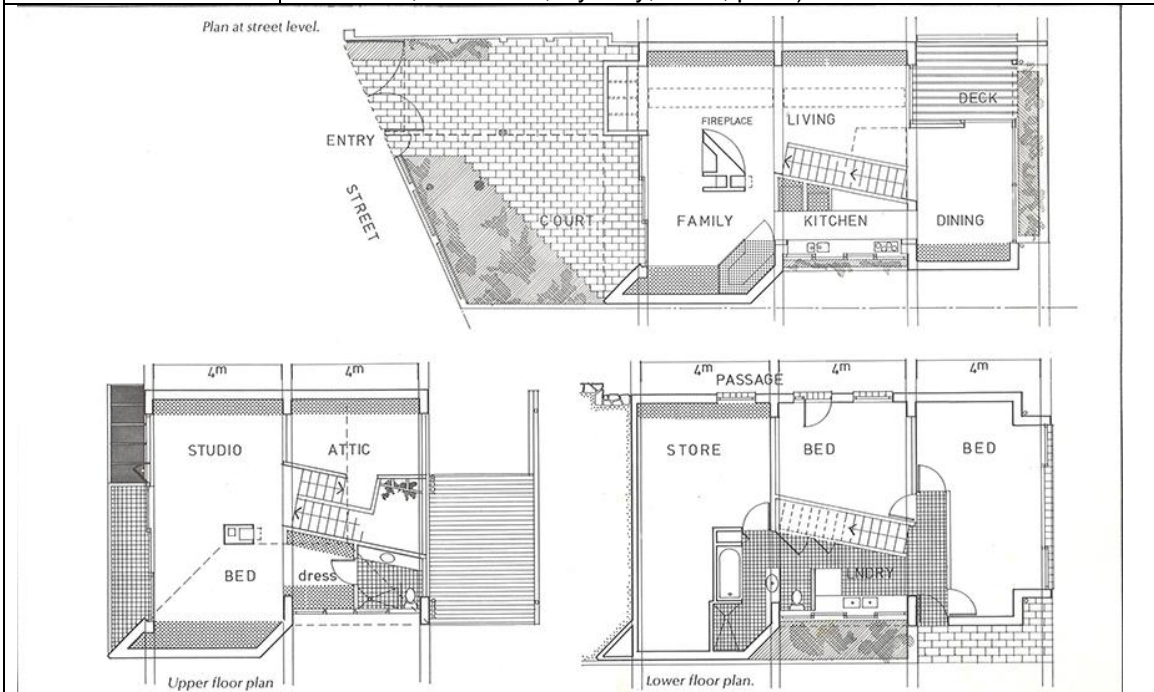 Plan at street level.
DECK
FIREPLACE
LIVING
ENTRY
STREET
COURT
FAMILY
KITCHEN
DINING
4m
4m
4m
PASSAGE
4m
4m
STUDIO
ATTIC
STORE
BED
BED
BED
dress
LNDRY
Upper floor plan
Lower floor plan.